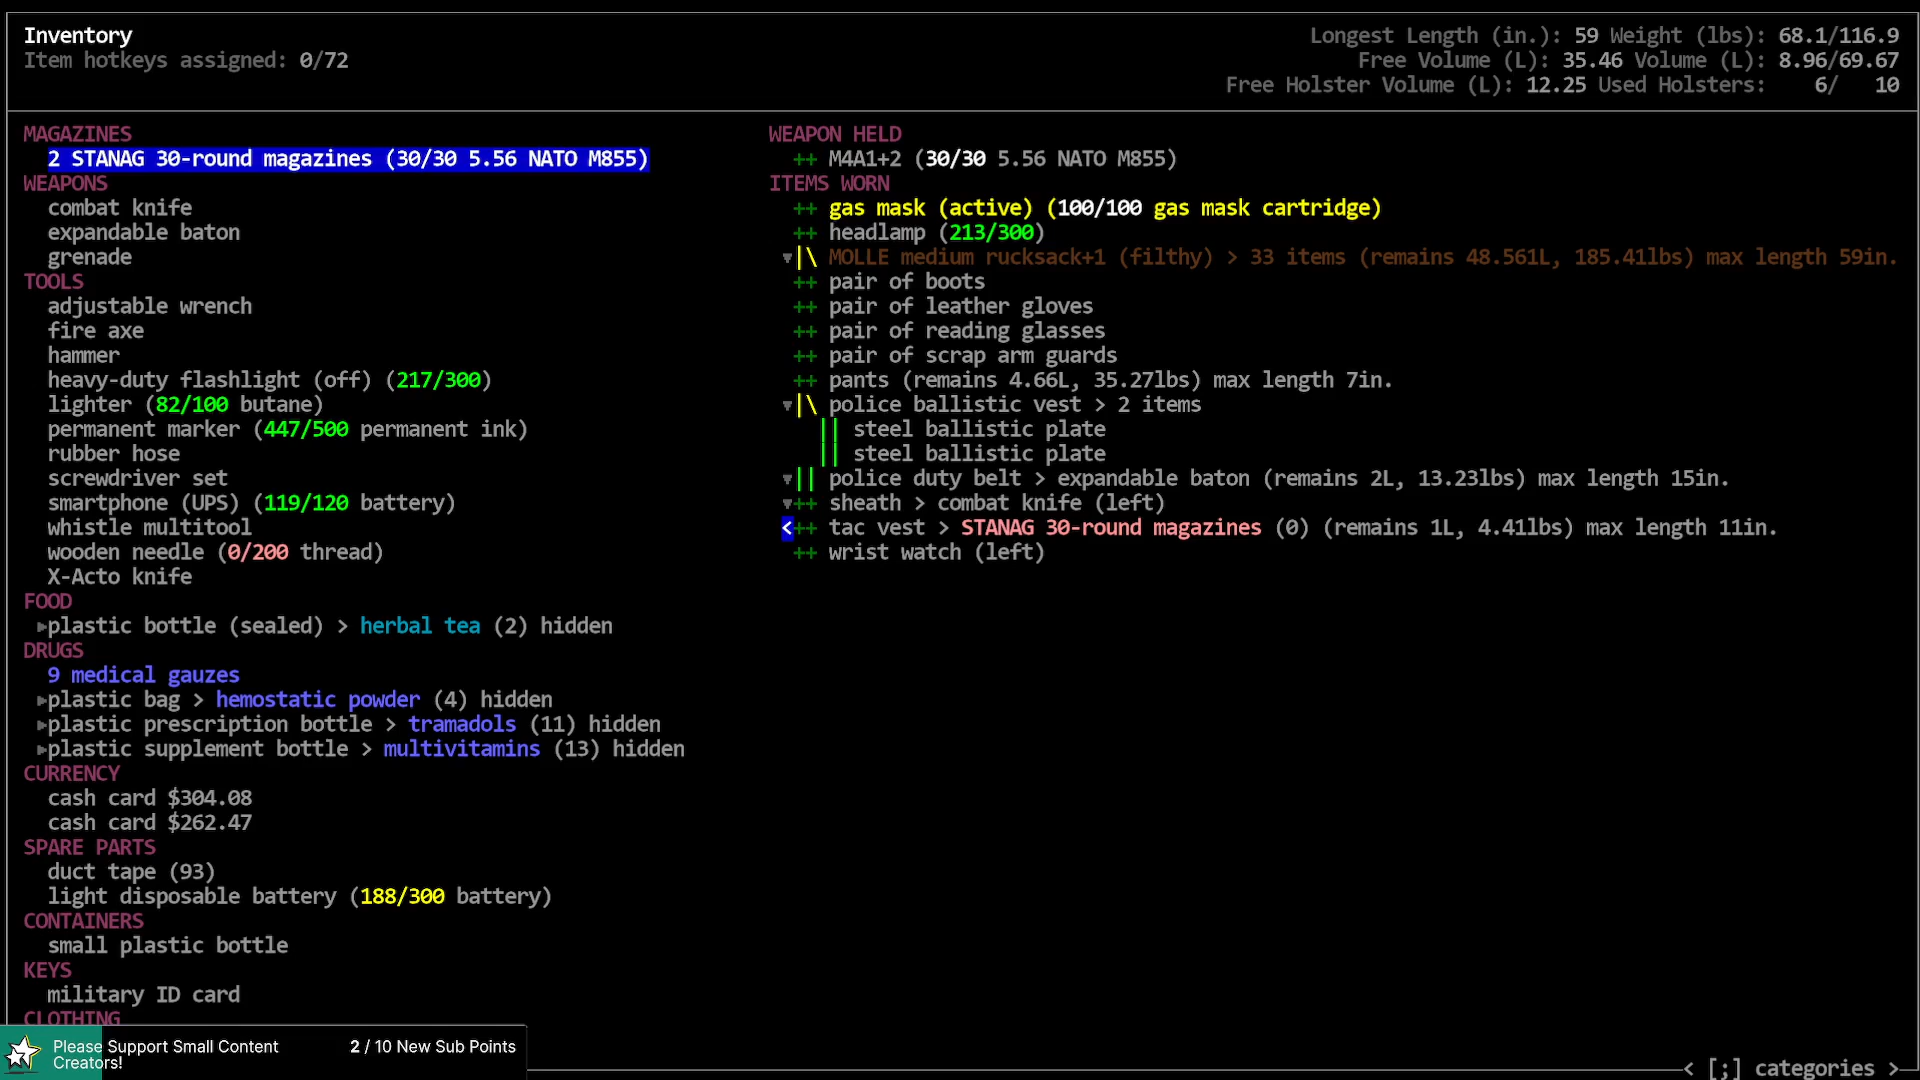 Inventory
Item hotkeys assigned: 0/72
Longest Length (in.): 59 Weight (lbs): 68.1/116.9
Free Volume (L): 35.46 Volume (L): 8.96/69.67
Free Holster Volume (L): 12.25 Used Holsters: 6/ 10
MAGAZINES
2 STANAG 30-round magazines (30/30 5.56 NATO M855)
WEAPONS
combat knife
expandable baton
grenade
TOOLS
adjustable wrench
fire axe
hammer
heavy-duty flashlight (off) (217/300)
lighter (82/100 butane)
permanent marker (447/500 permanent ink)
rubber hose
screwdriver set
smartphone (UPS) (119/120 battery)
whistle multitool
wooden needle (0/200 thread)
X-Acto knife
FOOD
▸plastic bottle (sealed) > herbal tea (2) hidden
DRUGS
9 medical gauzes
▸plastic bag > hemostatic powder (4) hidden
▸plastic prescription bottle > tramadols (11) hidden
▸plastic supplement bottle > multivitamins (13) hidden
CURRENCY
cash card $304.08
cash card $262.47
SPARE PARTS
duct tape (93)
light disposable battery (188/300 battery)
CONTAINERS
small plastic bottle
KEYS
military ID card
CLOTHING
WEAPON HELD
++ M4A1+2 (30/30 5.56 NATO M855)
ITEMS WORN
++ gas mask (active) (100/100 gas mask cartridge)
++ headlamp (213/300)
▾|\ MOLLE medium rucksack+1 (filthy) > 33 items (remains 48.561L, 185.41lbs) max length 59in.
++ pair of boots
++ pair of leather gloves
++ pair of reading glasses
++ pair of scrap arm guards
++ pants (remains 4.66L, 35.27lbs) max length 7in.
▾|\ police ballistic vest > 2 items
|| steel ballistic plate
|| steel ballistic plate
▾|| police duty belt > expandable baton (remains 2L, 13.23lbs) max length 15in.
▾++ sheath > combat knife (left)
<++ tac vest > STANAG 30-round magazines (0) (remains 1L, 4.41lbs) max length 11in.
++ wrist watch (left)
Please Support Small Content
Creators!
2 / 10 New Sub Points
< [;] categories >